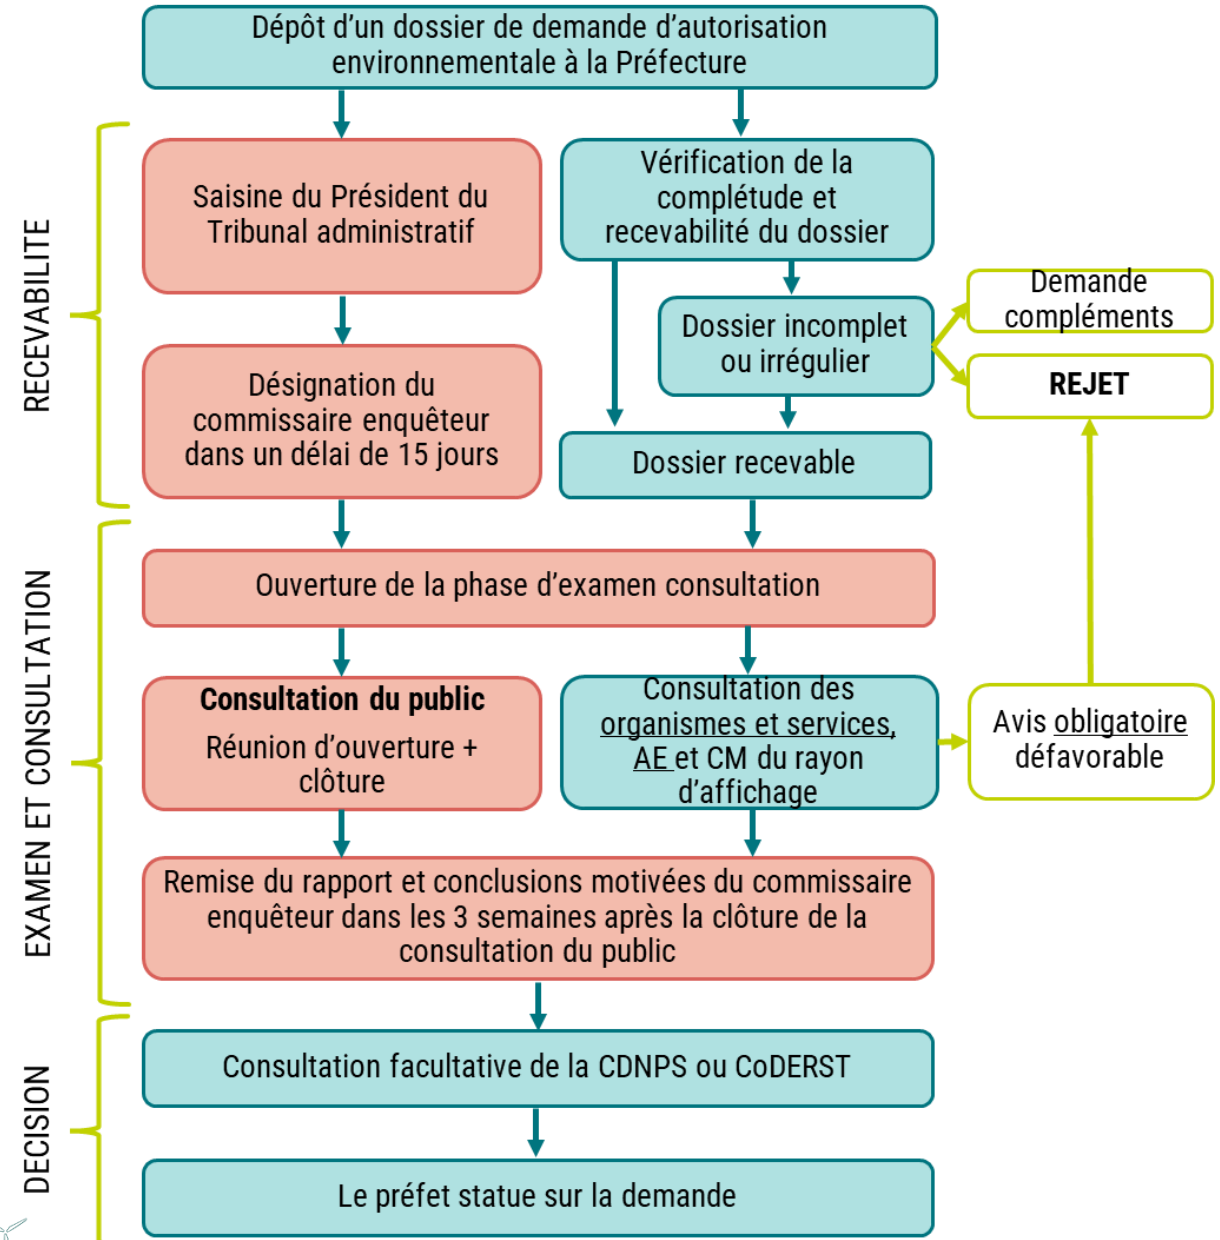 Dépôt d'un dossier de demande d'autorisation
environnementale à la Préfecture
RECEVABILITE
Saisine du Président du
Tribunal administratif
Vérification de la
complétude et
recevabilité du dossier
Dossier incomplet
ou irrégulier
Demande
compléments
REJET
Désignation du
commissaire enquêteur
dans un délai de 15 jours
Dossier recevable
EXAMEN ET CONSULTATION
Ouverture de la phase d'examen consultation
Consultation du public
Réunion d'ouverture +
clôture
Consultation des
organismes et services,
AE et CM du rayon
d'affichage
Avis obligatoire
défavorable
Remise du rapport et conclusions motivées du commissaire
enquêteur dans les 3 semaines après la clôture de la
consultation du public
DECISION
Consultation facultative de la CDNPS ou CoDERST
Le préfet statue sur la demande